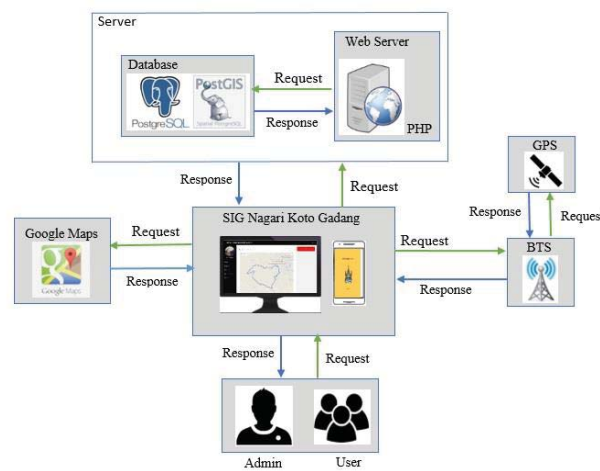 Server
Web Server
Database
PostgreSQL
PostGIS
Request
Response
PHP
Response
Request
GPS
Response
Reques
BTS
Google Maps
Google Maps
Request
Response
SIG Nagari Koto Gadang
Request
Response
Response
Request
Admin
User